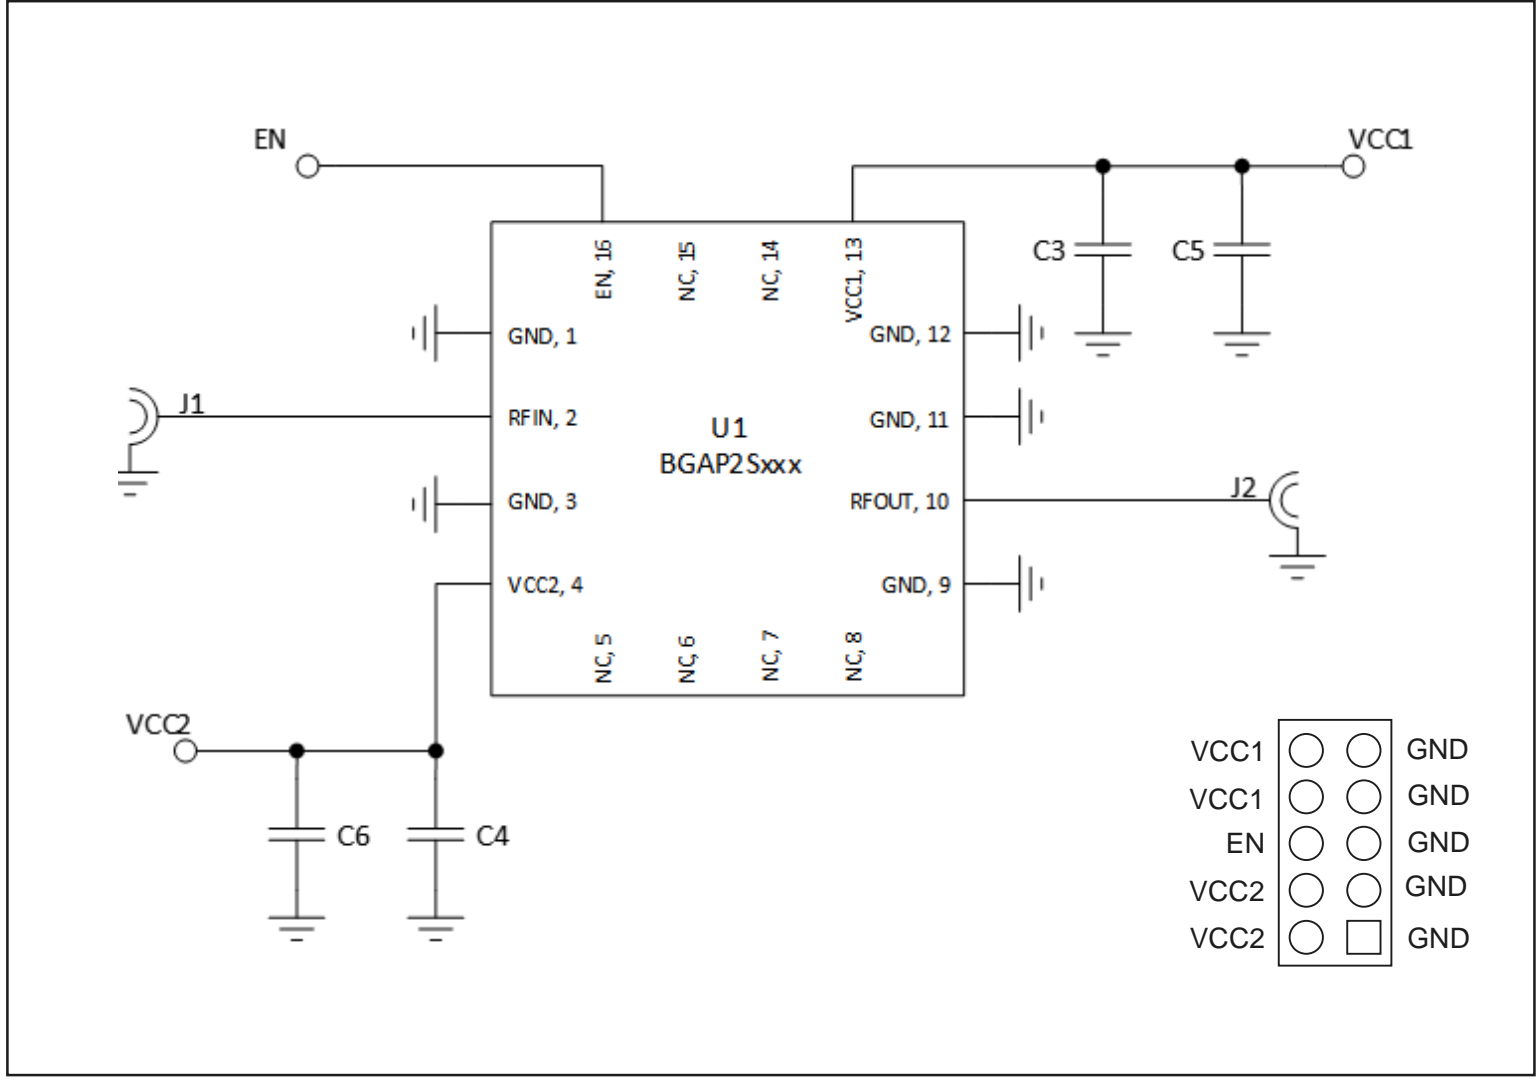 EN
VCC1
EN, 16
NC, 15
NC, 14
VCC1, 13
C3
C5
GND, 1
GND, 12
J1
RFIN, 2
GND, 11
U1
BGAP2Sxxx
GND, 3
RFOUT, 10
J2
VCC2, 4
GND, 9
NC, 5
NC, 6
NC, 7
NC, 8
VCC2
C6
C4
VCC1 GND
VCC1 GND
EN GND
VCC2 GND
VCC2 GND